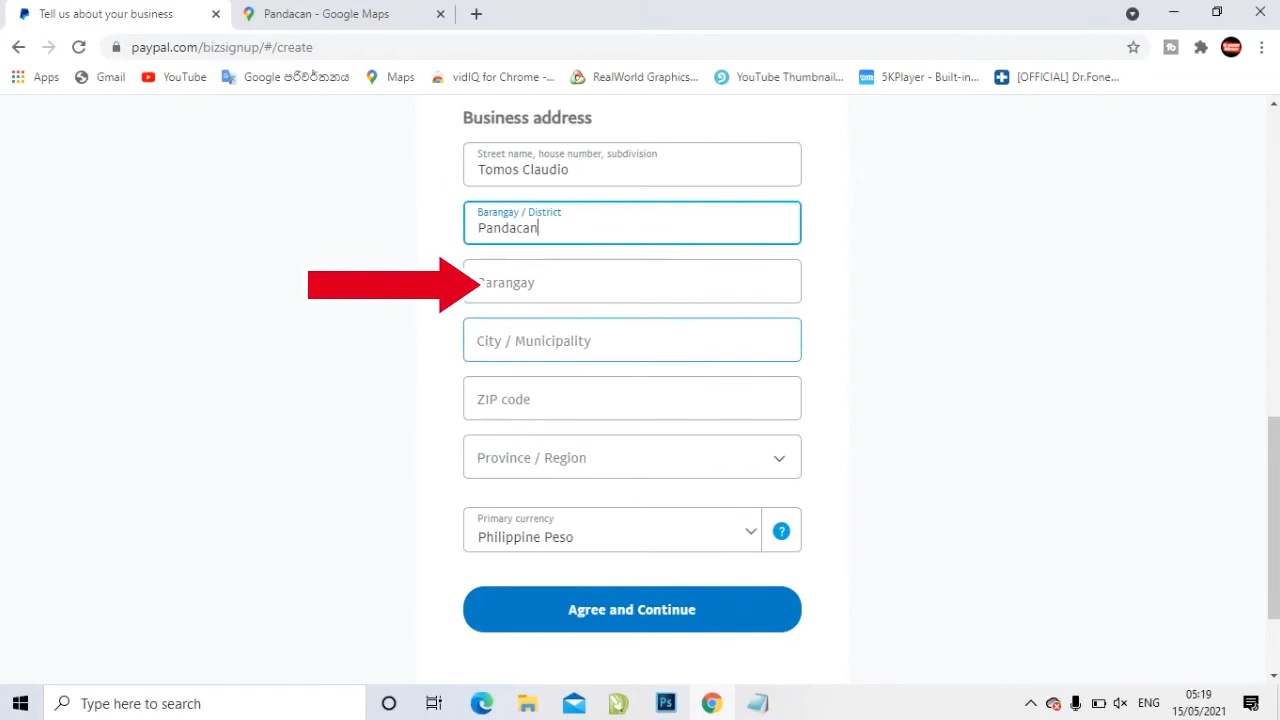 Tell us about your business
Pandacan - Google Maps
paypal.com/bizsignup/#/create
Apps
Gmail
YouTube
Google පරිවර්තනය
Maps
vidIQ for Chrome -...
RealWorld Graphics...
YouTube Thumbnail...
5KPlayer - Built-in...
[OFFICIAL] Dr.Fone...
Business address
Street name, house number, subdivision
Tomos Claudio
Barangay / District
Pandacan
Barangay
City / Municipality
ZIP code
Province / Region
Primary currency
Philippine Peso
?
Agree and Continue
Type here to search
Ps
ENG
05:19
15/05/2021